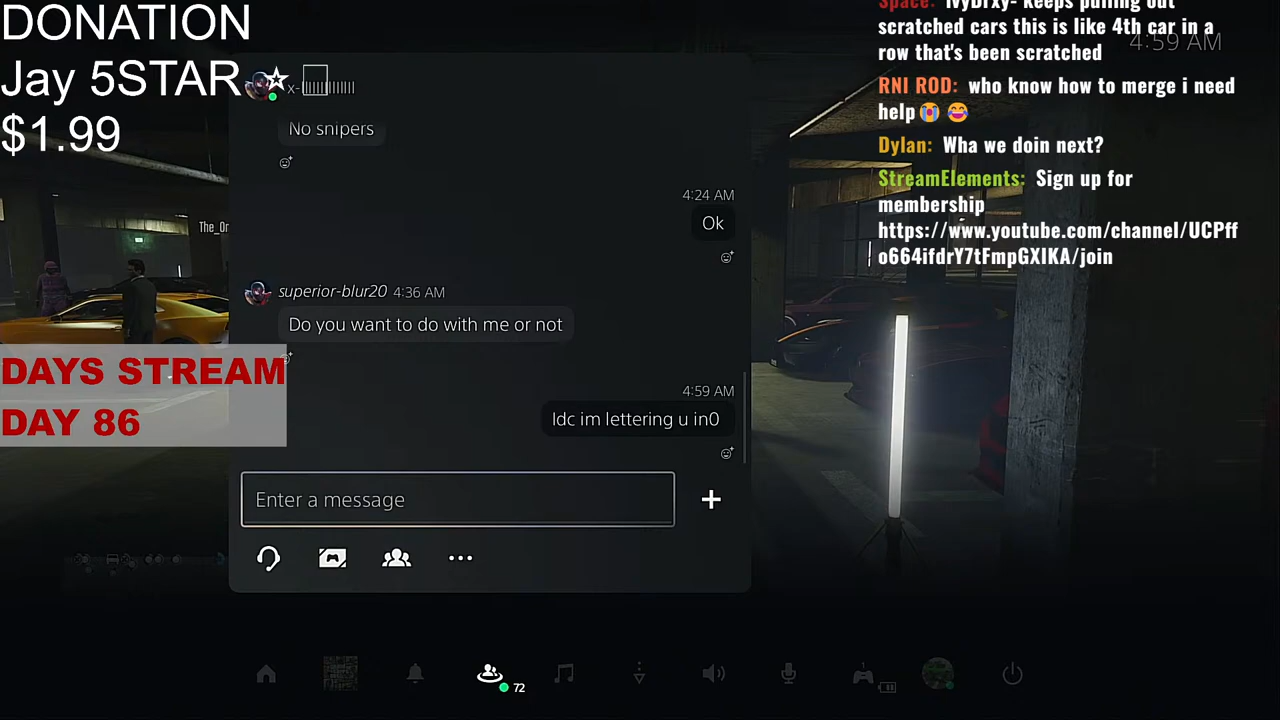 DONATION
Jay 5STAR
$1.99
No snipers
4:24 AM
Ok
superior-blur20 4:36 AM
Do you want to do with me or not
4:59 AM
Idc im lettering u in0
Enter a message
The_Or
DAYS STREAM
DAY 86
72
4:59 AM
Space: IvyDrxy- keeps pulling out
scratched cars this is like 4th car in a
row that's been scratched
RNI ROD: who know how to merge i need
help😭 😂
Dylan: Wha we doin next?
StreamElements: Sign up for
membership
https://www.youtube.com/channel/UCPff
o664ifdrY7tFmpGXIKA/join